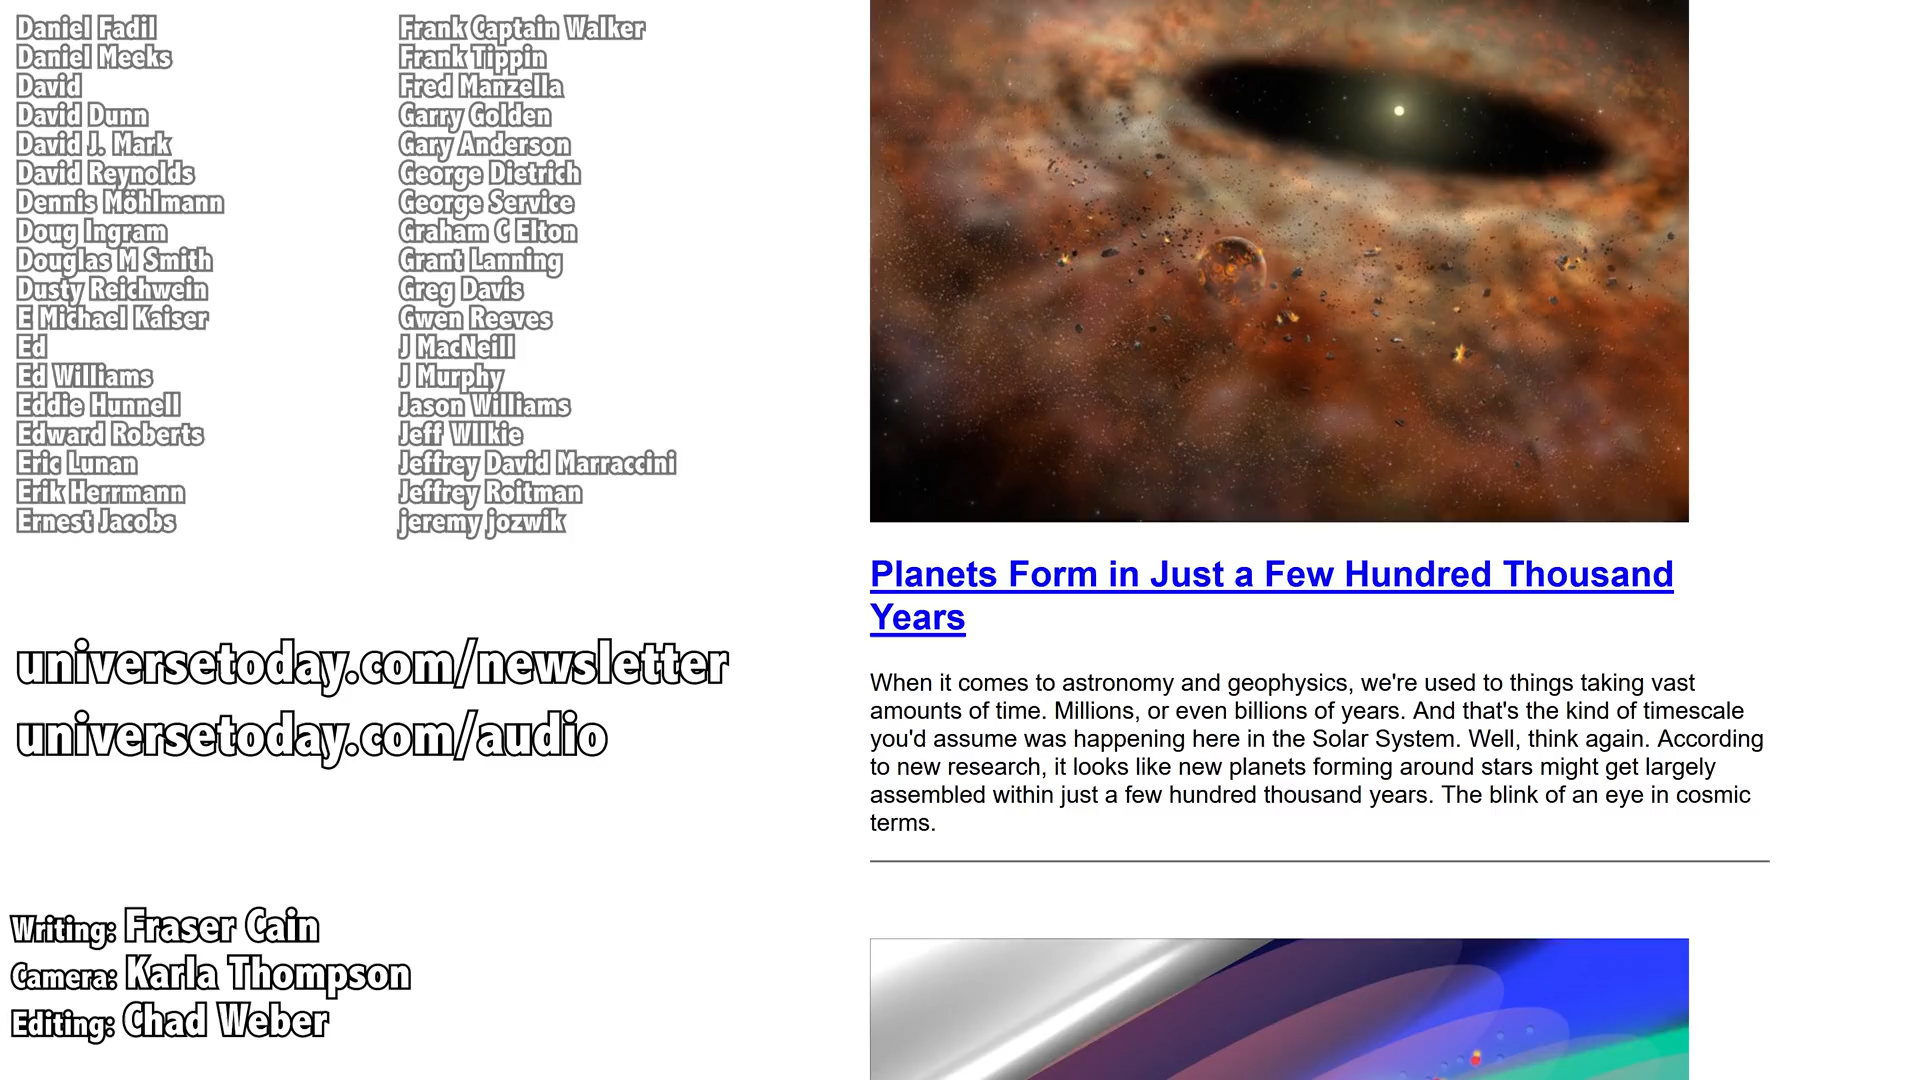 Daniel Fadil
Daniel Meeks
David
David Dunn
David J. Mark
David Reynolds
Dennis Möhlmann
Doug Ingram
Douglas M Smith
Dusty Reichwein
E Michael Kaiser
Ed
Ed Williams
Eddie Hunnell
Edward Roberts
Eric Lunan
Erik Herrmann
Ernest Jacobs
Frank Captain Walker
Frank Tippin
Fred Manzella
Garry Golden
Gary Anderson
George Dietrich
George Service
Graham C Elton
Grant Lanning
Greg Davis
Gwen Reeves
J MacNeill
J Murphy
Jason Williams
Jeff WIlkie
Jeffrey David Marraccini
Jeffrey Roitman
jeremy jozwik
universetoday.com/newsletter
universetoday.com/audio
Writing: Fraser Cain
Camera: Karla Thompson
Editing: Chad Weber
Planets Form in Just a Few Hundred Thousand
Years
When it comes to astronomy and geophysics, we're used to things taking vast
amounts of time. Millions, or even billions of years. And that's the kind of timescale
you'd assume was happening here in the Solar System. Well, think again. According
to new research, it looks like new planets forming around stars might get largely
assembled within just a few hundred thousand years. The blink of an eye in cosmic
terms.